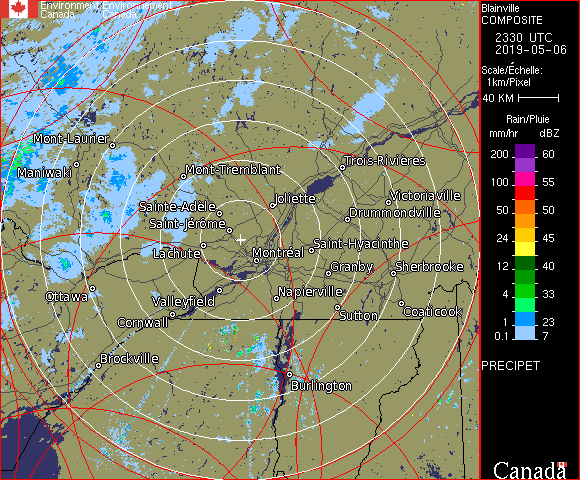 Environment Environnement
Canada Canada
Blainville
COMPOSITE
2330 UTC
2019-05-06
Scale/Échelle:
1km/Pixel
40 KM
Rain/Pluie
mm/hr dBZ
200 60
100 55
50 50
24 45
12 40
4 33
1 23
0.1 7
PRECIPET
Canada
Mont-Laurier
Maniwaki
Mont-Tremblant
Trois-Rivières
Sainte-Adèle
Joliette
Victoriaville
Saint-Jérôme
Drummondville
Lachute
Montréal
Saint-Hyacinthe
Granby
Sherbrooke
Ottawa
Valleyfield
Napierville
Cornwall
Sutton
Coaticook
Brockville
Burlington